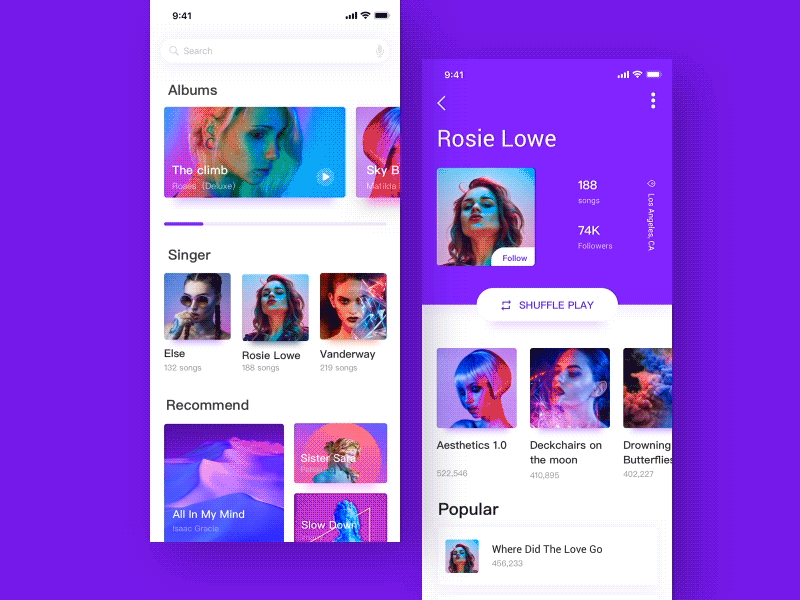 9:41
Search
Albums
The climb
Roses (Deluxe)
Sky B
Matilda
Singer
Else
132 songs
Rosie Lowe
188 songs
Vanderway
219 songs
Recommend
All In My Mind
Isaac Gracie
Sister Safa
Slow Down
9:41
Rosie Lowe
188
songs
74K
Followers
Los Angeles, CA
Follow
SHUFFLE PLAY
Aesthetics 1.0
522,546
Deckchairs on
the moon
410,895
Drowning
Butterflies
402,227
Popular
Where Did The Love Go
456,233